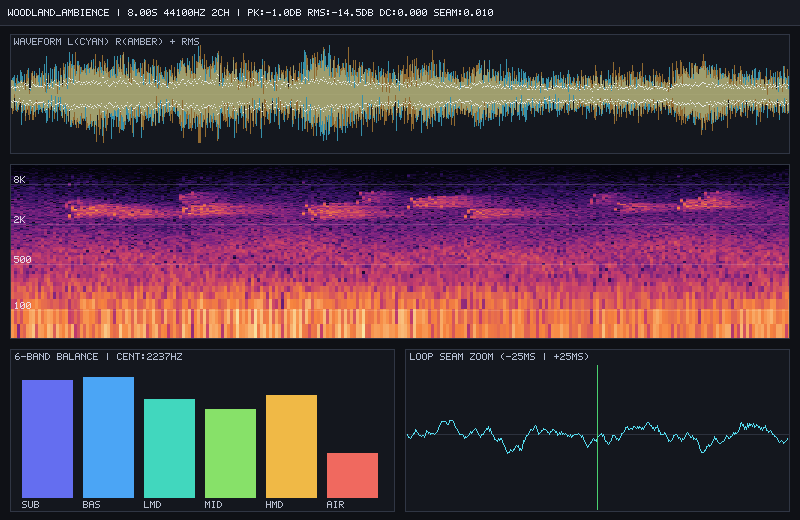 WOODLAND_AMBIENCE | 8.00S 44100HZ 2CH | PK:-1.0DB RMS:-14.5DB DC:0.000 SEAM:0.010
WAVEFORM L(CYAN) R(AMBER) + RMS
8K
2K
500
100
6-BAND BALANCE | CENT:2237HZ
SUB BAS LMD MID HMD AIR
LOOP SEAM ZOOM (-25MS | +25MS)